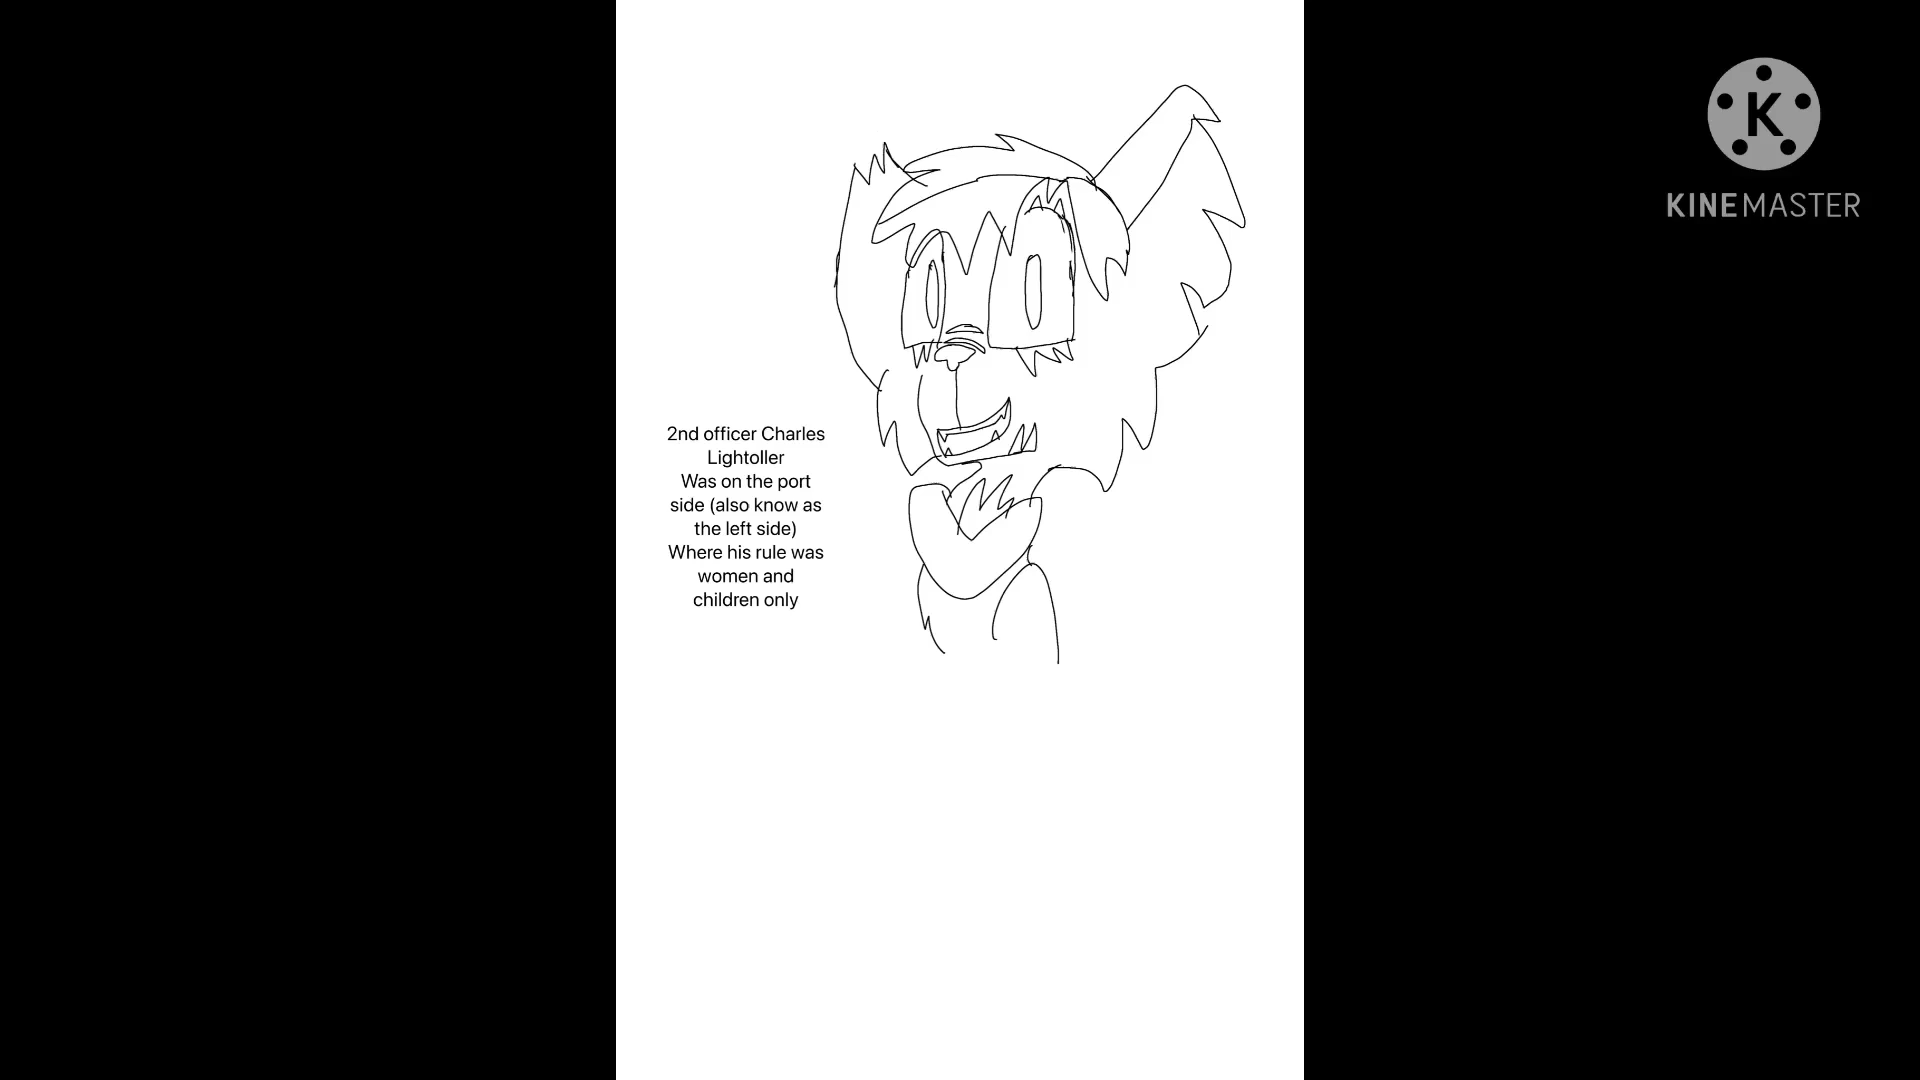 2nd officer Charles
Lightoller
Was on the port
side (also know as
the left side)
Where his rule was
women and
children only
K
KINEMASTER